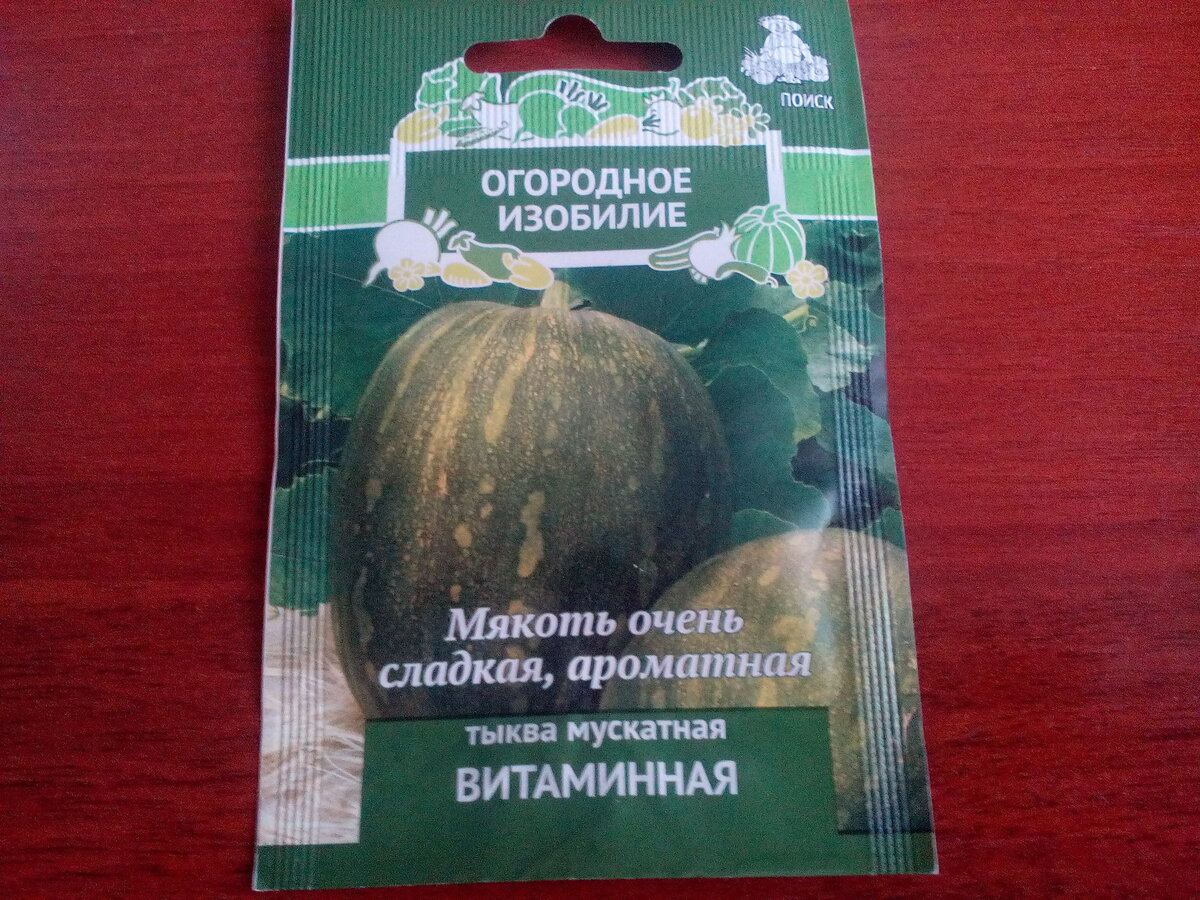 ПОИСК
ОГОРОДНОЕ
ИЗОБИЛИЕ
Мякоть очень
сладкая, ароматная
тыква мускатная
ВИТАМИННАЯ